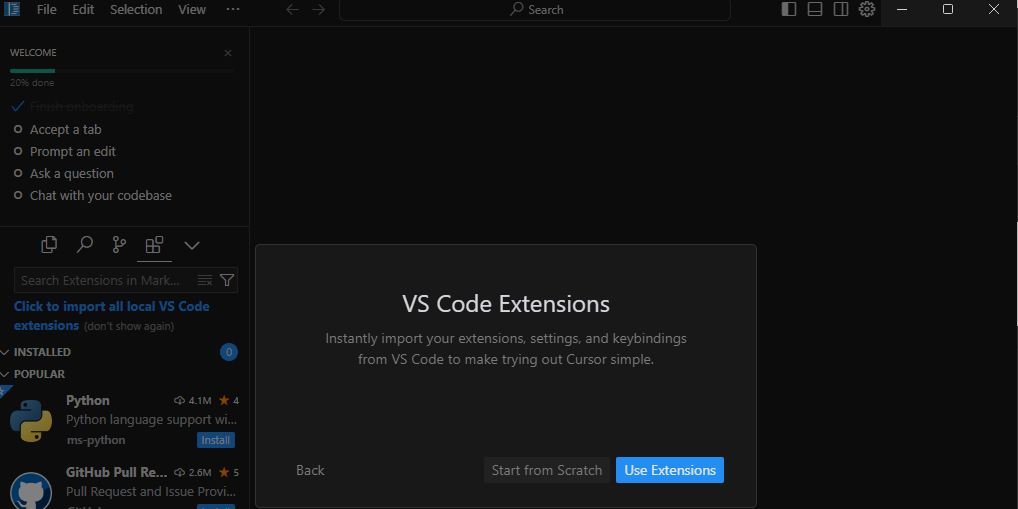 File Edit Selection View ···
Search
WELCOME
20% done
Finish onboarding
Accept a tab
Prompt an edit
Ask a question
Chat with your codebase
Search Extensions in Mark...
Click to import all local VS Code
extensions (don't show again)
INSTALLED 0
POPULAR
Python 4.1M 4
Python language support wi...
ms-python Install
GitHub Pull Re... 2.6M 5
Pull Request and Issue Provi...
VS Code Extensions
Instantly import your extensions, settings, and keybindings
from VS Code to make trying out Cursor simple.
Back Start from Scratch Use Extensions